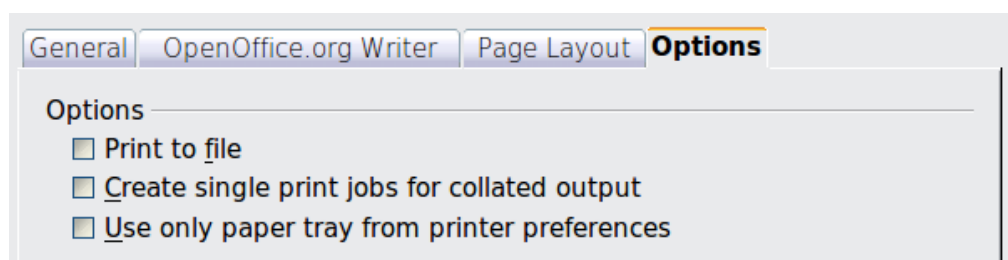 General OpenOffice.org Writer Page Layout Options
Options
Print to file
Create single print jobs for collated output
Use only paper tray from printer preferences